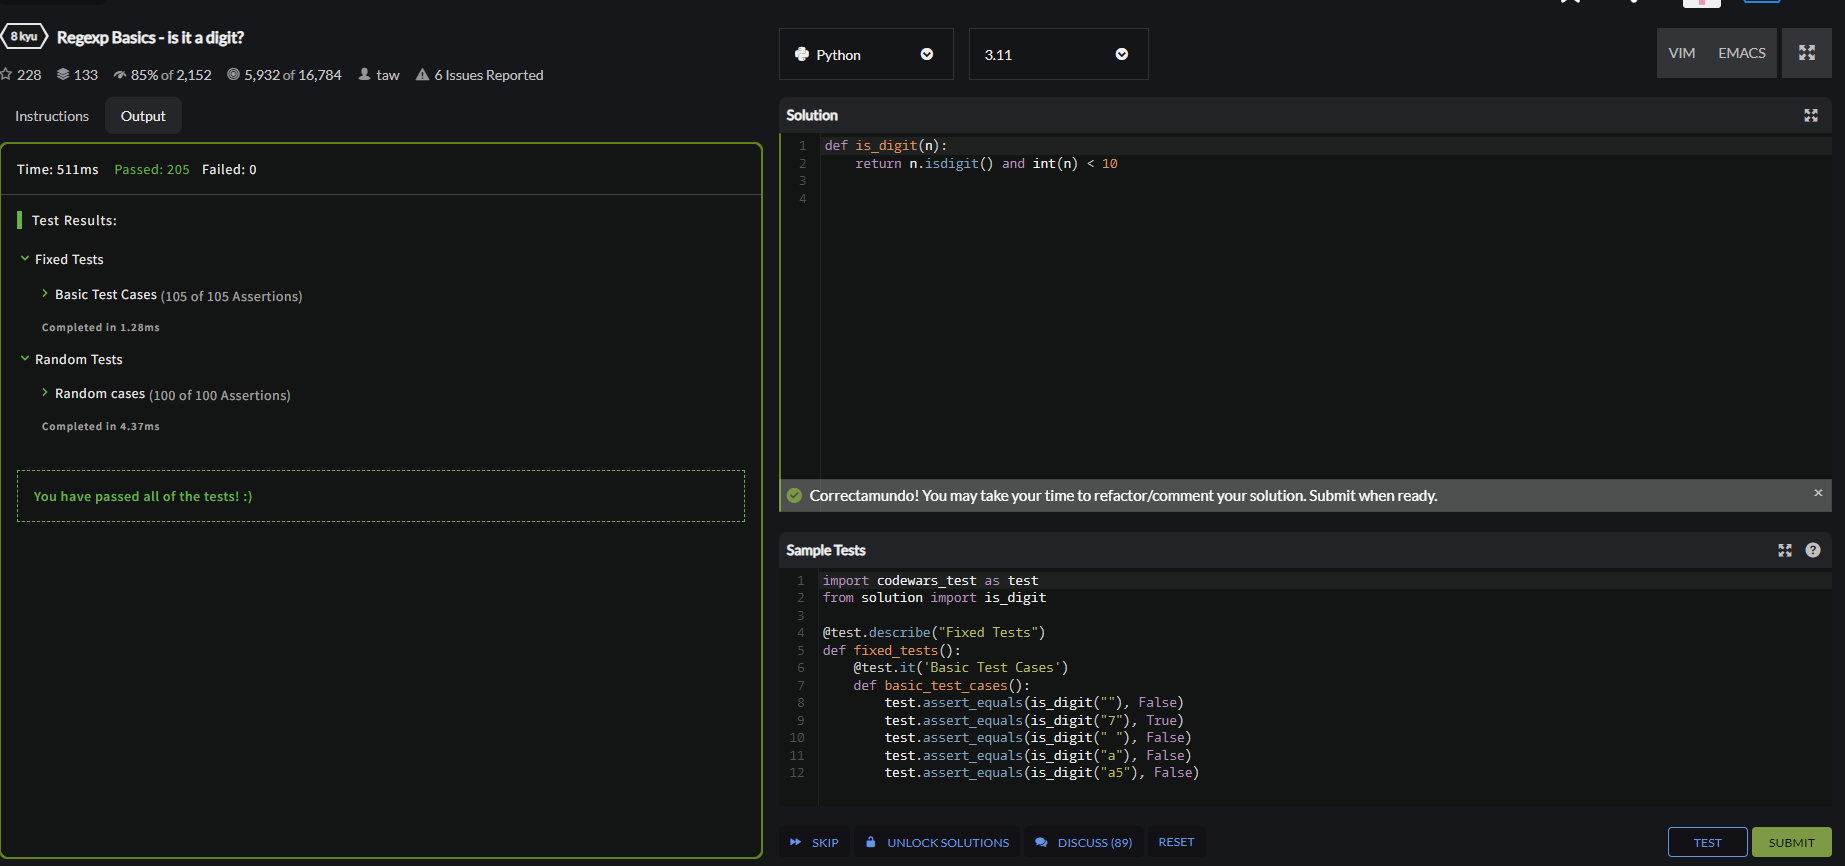 8 kyu Regexp Basics - is it a digit?
228 133 85% of 2,152 5,932 of 16,784 taw 6 Issues Reported
Instructions Output
Time: 511ms Passed: 205 Failed: 0
Test Results:
Fixed Tests
Basic Test Cases (105 of 105 Assertions)
Completed in 1.28ms
Random Tests
Random cases (100 of 100 Assertions)
Completed in 4.37ms
You have passed all of the tests! :)
Python 3.11 VIM EMACS
Solution
1 def is_digit(n):
2     return n.isdigit() and int(n) < 10
3
4
Correctamundo! You may take your time to refactor/comment your solution. Submit when ready. ×
Sample Tests ?
1 import codewars_test as test
2 from solution import is_digit
3
4 @test.describe("Fixed Tests")
5 def fixed_tests():
6     @test.it('Basic Test Cases')
7     def basic_test_cases():
8         test.assert_equals(is_digit(""), False)
9         test.assert_equals(is_digit("7"), True)
10         test.assert_equals(is_digit(" "), False)
11         test.assert_equals(is_digit("a"), False)
12         test.assert_equals(is_digit("a5"), False)
SKIP UNLOCK SOLUTIONS DISCUSS (89) RESET TEST SUBMIT